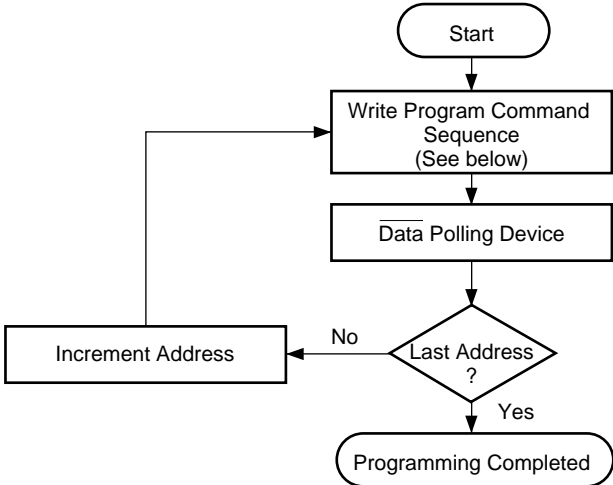 Start
Write Program Command
Sequence
(See below)
Data Polling Device
Increment Address
No
Last Address
?
Yes
Programming Completed